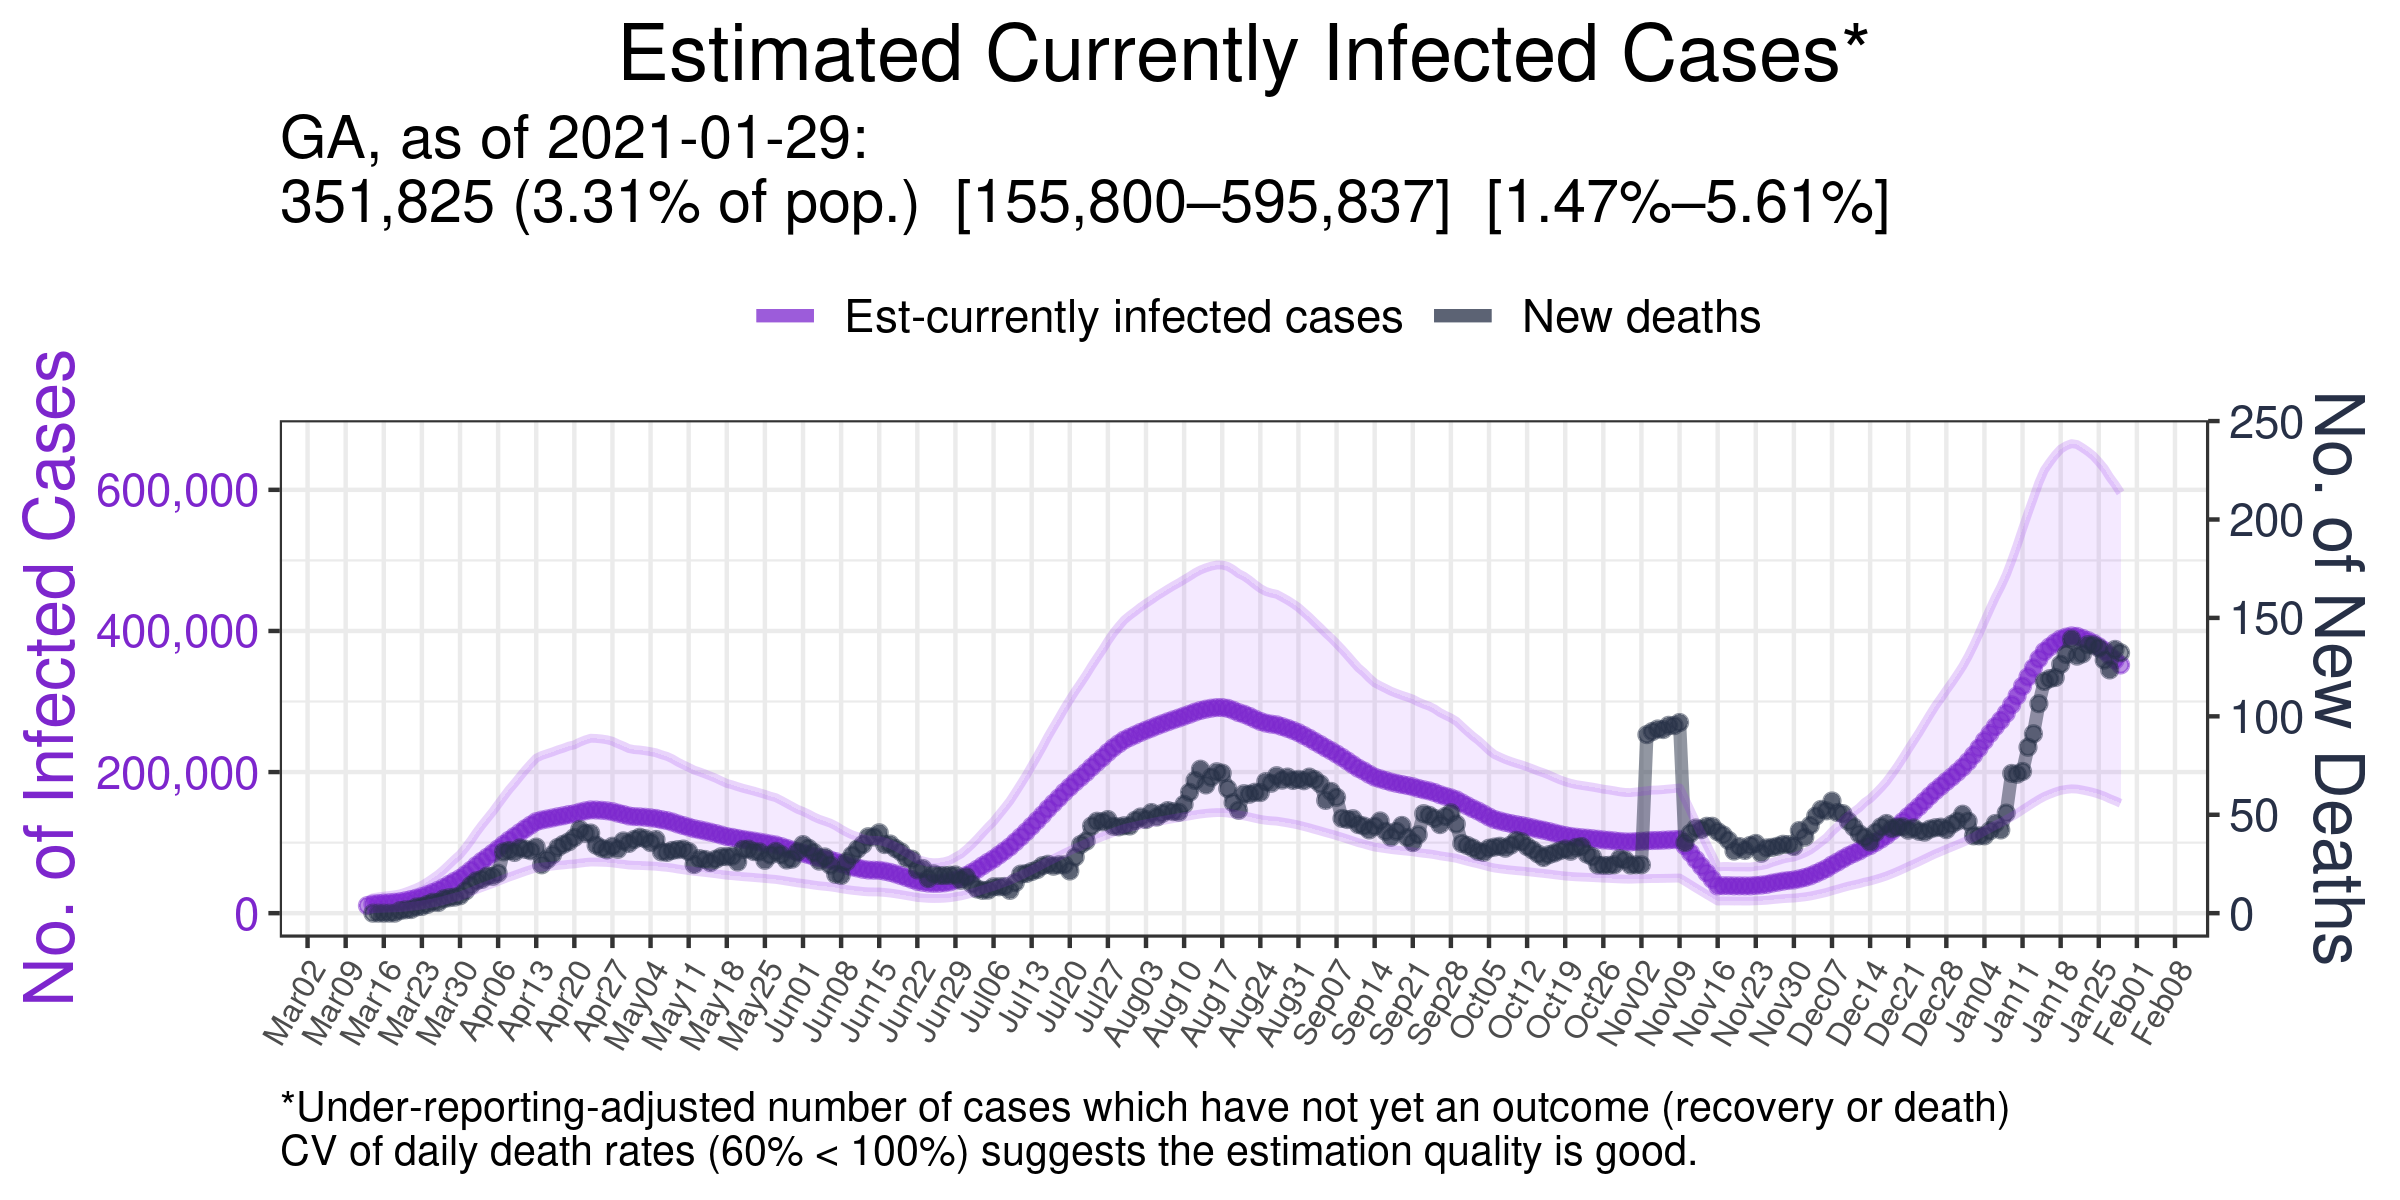 Estimated Currently Infected Cases*
GA, as of 2021-01-29:
351,825 (3.31% of pop.) [155,800–595,837] [1.47%–5.61%]
Est-currently infected cases
New deaths
No. of Infected Cases
600,000
400,000
200,000
0
250
200
150
100
50
0
No. of New Deaths
Mar02
Mar09
Mar16
Mar23
Mar30
Apr06
Apr13
Apr20
Apr27
May04
May11
May18
May25
Jun01
Jun08
Jun15
Jun22
Jun29
Jul06
Jul13
Jul20
Jul27
Aug03
Aug10
Aug17
Aug24
Aug31
Sep07
Sep14
Sep21
Sep28
Oct05
Oct12
Oct19
Oct26
Nov02
Nov09
Nov16
Nov23
Nov30
Dec07
Dec14
Dec21
Dec28
Jan04
Jan11
Jan18
Jan25
Feb01
Feb08
*Under-reporting-adjusted number of cases which have not yet an outcome (recovery or death)
CV of daily death rates (60% < 100%) suggests the estimation quality is good.